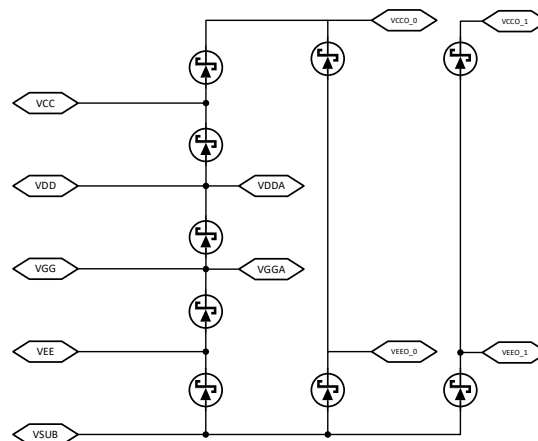 VCCO_0
VCCO_1
VCC
VDD
VDDA
VGG
VGGA
VEE
VEEO_0
VEEO_1
VSUB